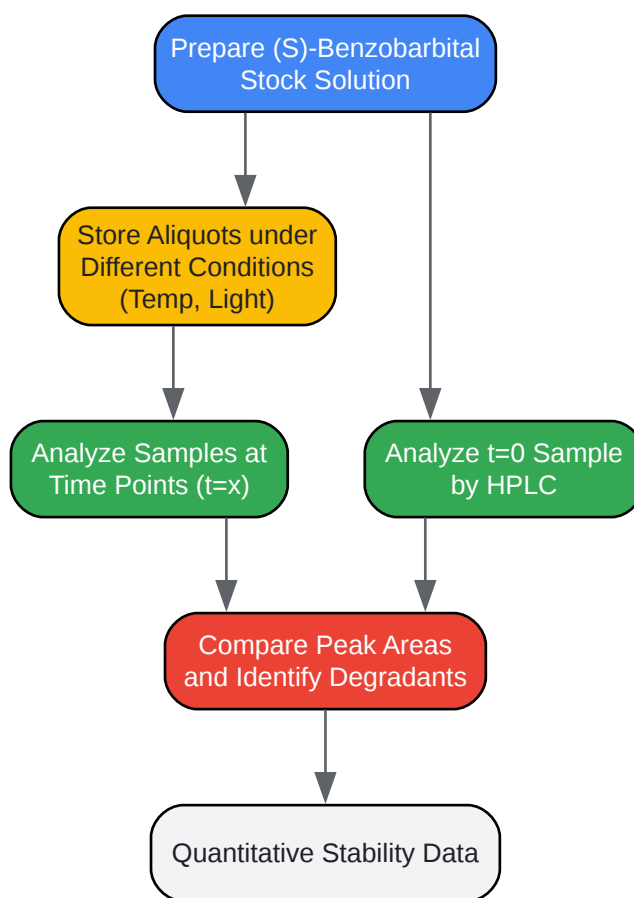 Prepare (S)-Benzobarbital
Stock Solution
Store Aliquots under
Different Conditions
(Temp, Light)
Analyze Samples at
Time Points (t=x)
Analyze t=0 Sample
by HPLC
Compare Peak Areas
and Identify Degradants
Quantitative Stability Data